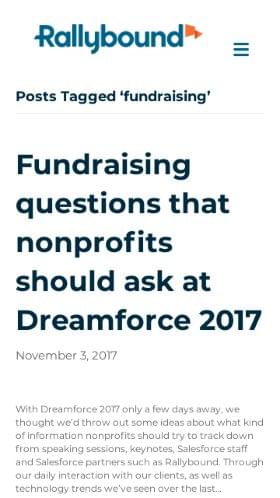 Rallybound
Posts Tagged ‘fundraising’
Fundraising
questions that
nonprofits
should ask at
Dreamforce 2017
November 3, 2017
With Dreamforce 2017 only a few days away, we
thought we’d throw out some ideas about what kind
of information nonprofits should try to track down
from speaking sessions, keynotes, Salesforce staff
and Salesforce partners such as Rallybound. Through
our daily interaction with our clients, as well as
technology trends we’ve seen over the last...